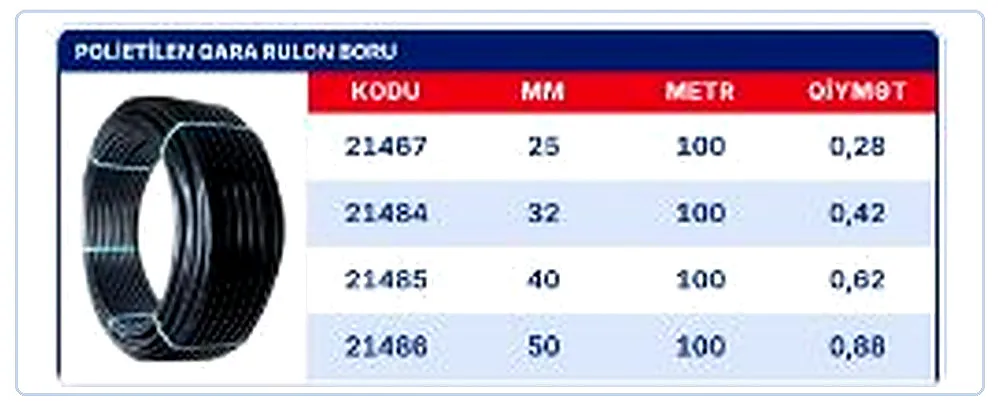 POLİETİLEN QARA RULON BORU
KODU MM METR QİYMƏT
21467 25 100 0,28
21484 32 100 0,42
21485 40 100 0,62
21486 50 100 0,88